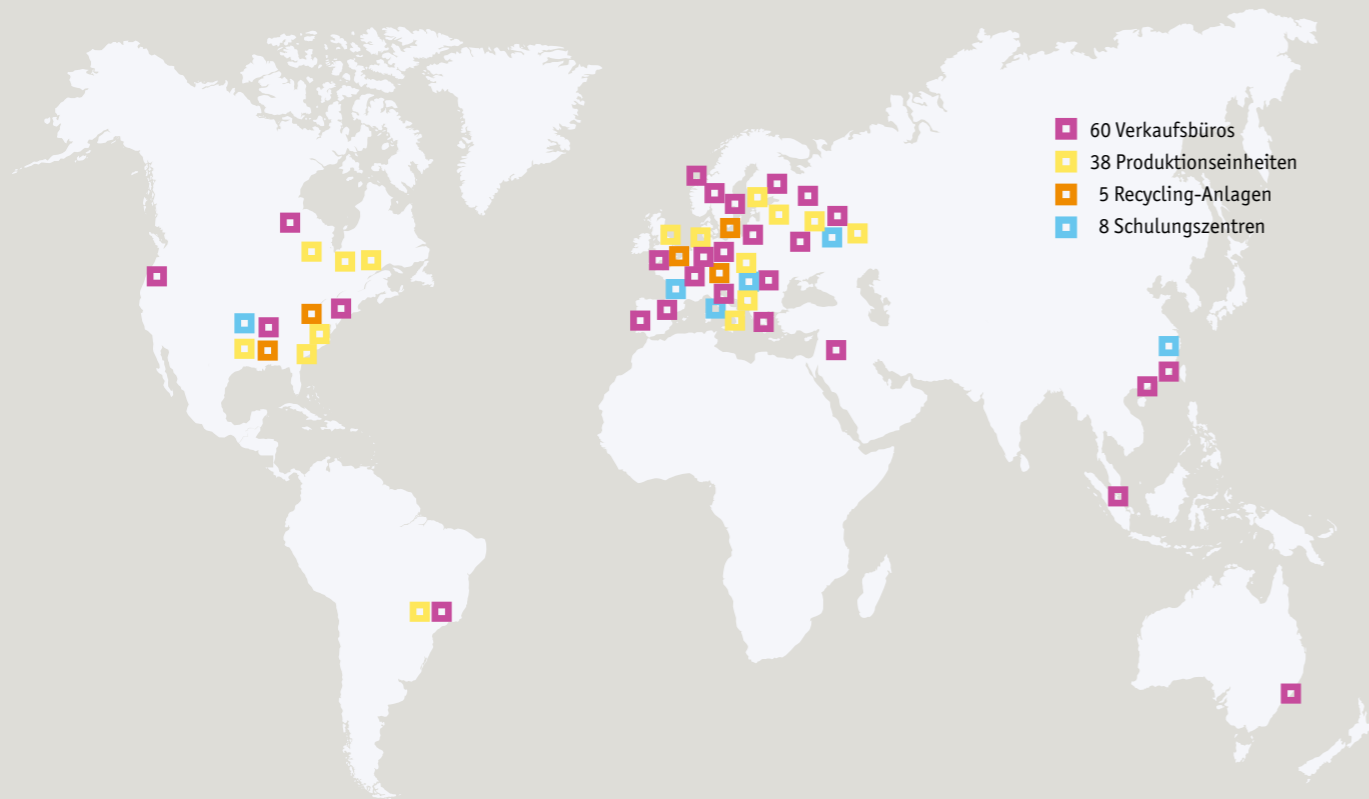 60 Verkaufsbüros
38 Produktionseinheiten
5 Recycling-Anlagen
8 Schulungszentren